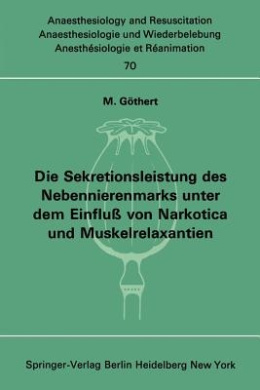 Anaesthesiology and Resuscitation
Anaesthesiologie und Wiederbelebung
Anesthésiologie et Réanimation
70
M. Göthert
Die Sekretionsleistung des
Nebennierenmarks unter
dem Einfluß von Narkotica
und Muskelrelaxantien
Springer-Verlag Berlin Heidelberg New York